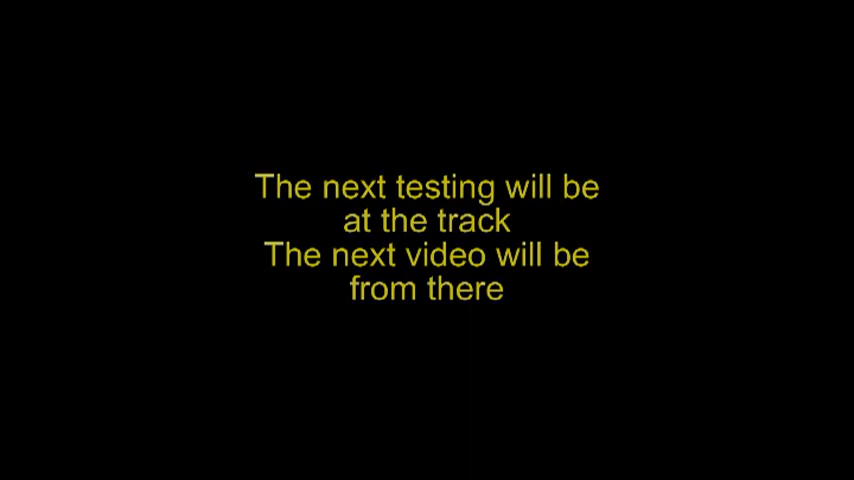 The next testing will be
at the track
The next video will be
from there